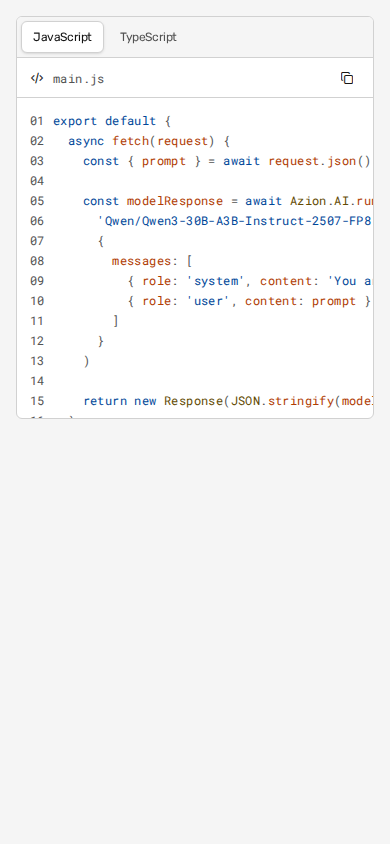 JavaScript TypeScript
main.js
01 export default {
02   async fetch(request) {
03     const { prompt } = await request.json()
04
05     const modelResponse = await Azion.AI.run
06       'Qwen/Qwen3-30B-A3B-Instruct-2507-FP8
07       {
08         messages: [
09           { role: 'system', content: 'You a
10           { role: 'user', content: prompt }
11         ]
12       }
13     )
14
15     return new Response(JSON.stringify(model